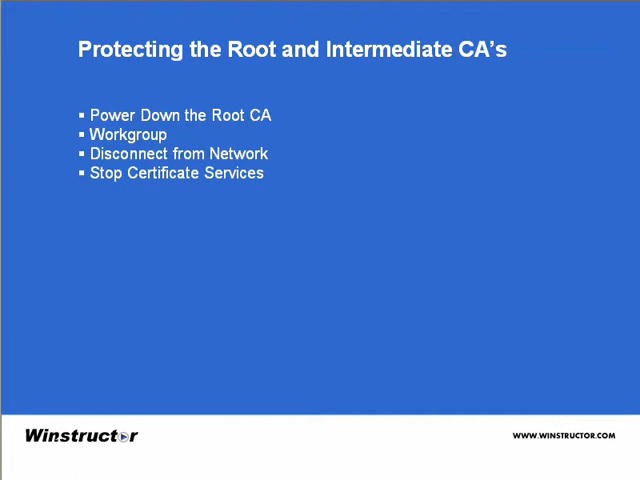 Protecting the Root and Intermediate CA's
▪ Power Down the Root CA
▪ Workgroup
▪ Disconnect from Network
▪ Stop Certificate Services
Winstructor
WWW.WINSTRUCTOR.COM